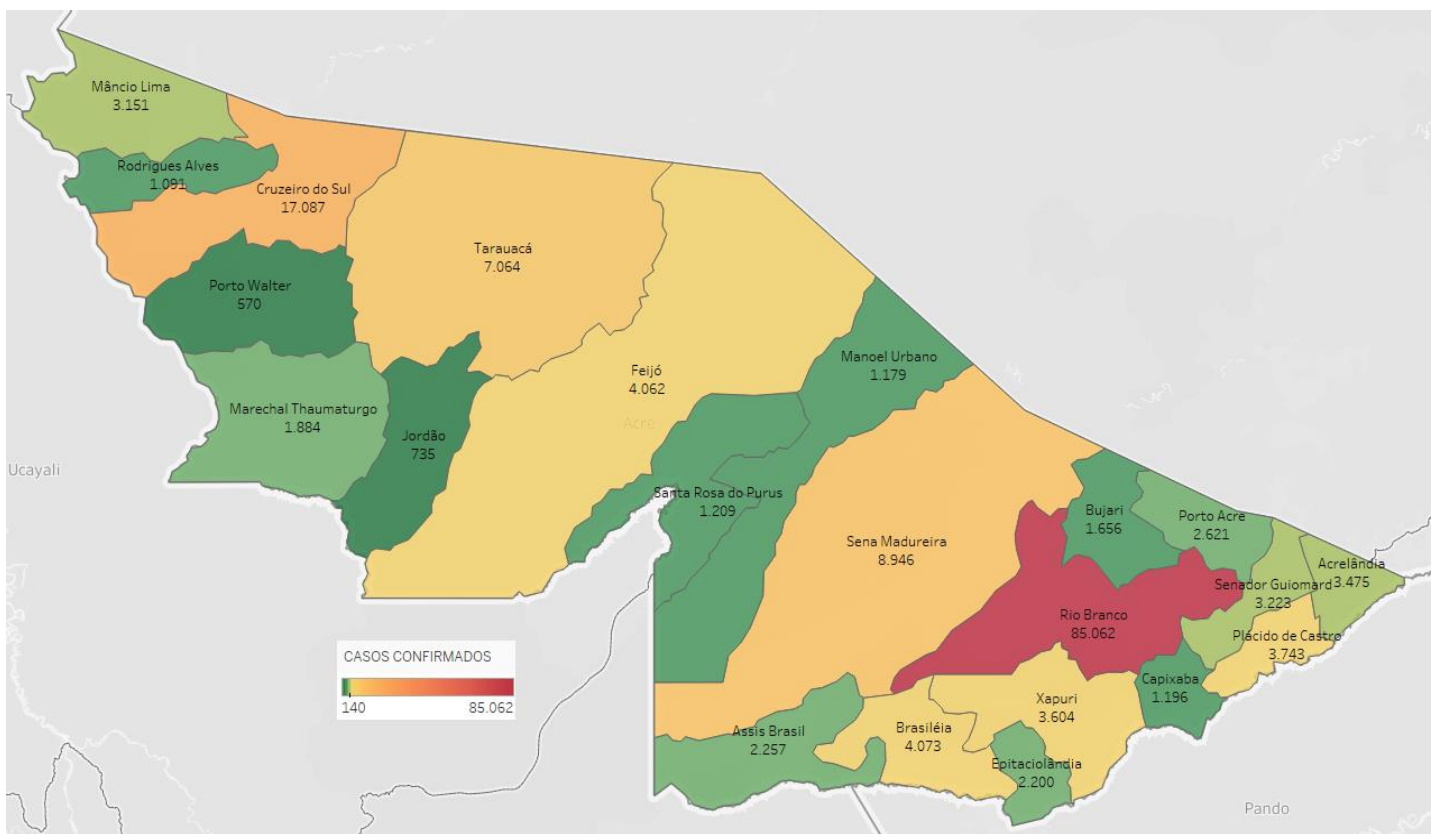 Mâncio Lima
3.151
Rodrigues Alves
1.091
Cruzeiro do Sul
17.087
Tarauacá
7.064
Porto Walter
570
Manoel Urbano
1.179
Feijó
4.062
Marechal Thaumaturgo
1.884
Acre
Jordão
735
Ucayali
Santa Rosa do Purus
1.209
Bujari
1.656
Porto Acre
2.621
Sena Madureira
8.946
Acrelândia
3.475
Senador Guiomard
3.223
Rio Branco
85.062
Plácido de Castro
3.743
CASOS CONFIRMADOS
140 85.062
Capixaba
1.196
Xapuri
3.604
Assis Brasil
2.257
Brasiléia
4.073
Epitaciolândia
2.200
Pando